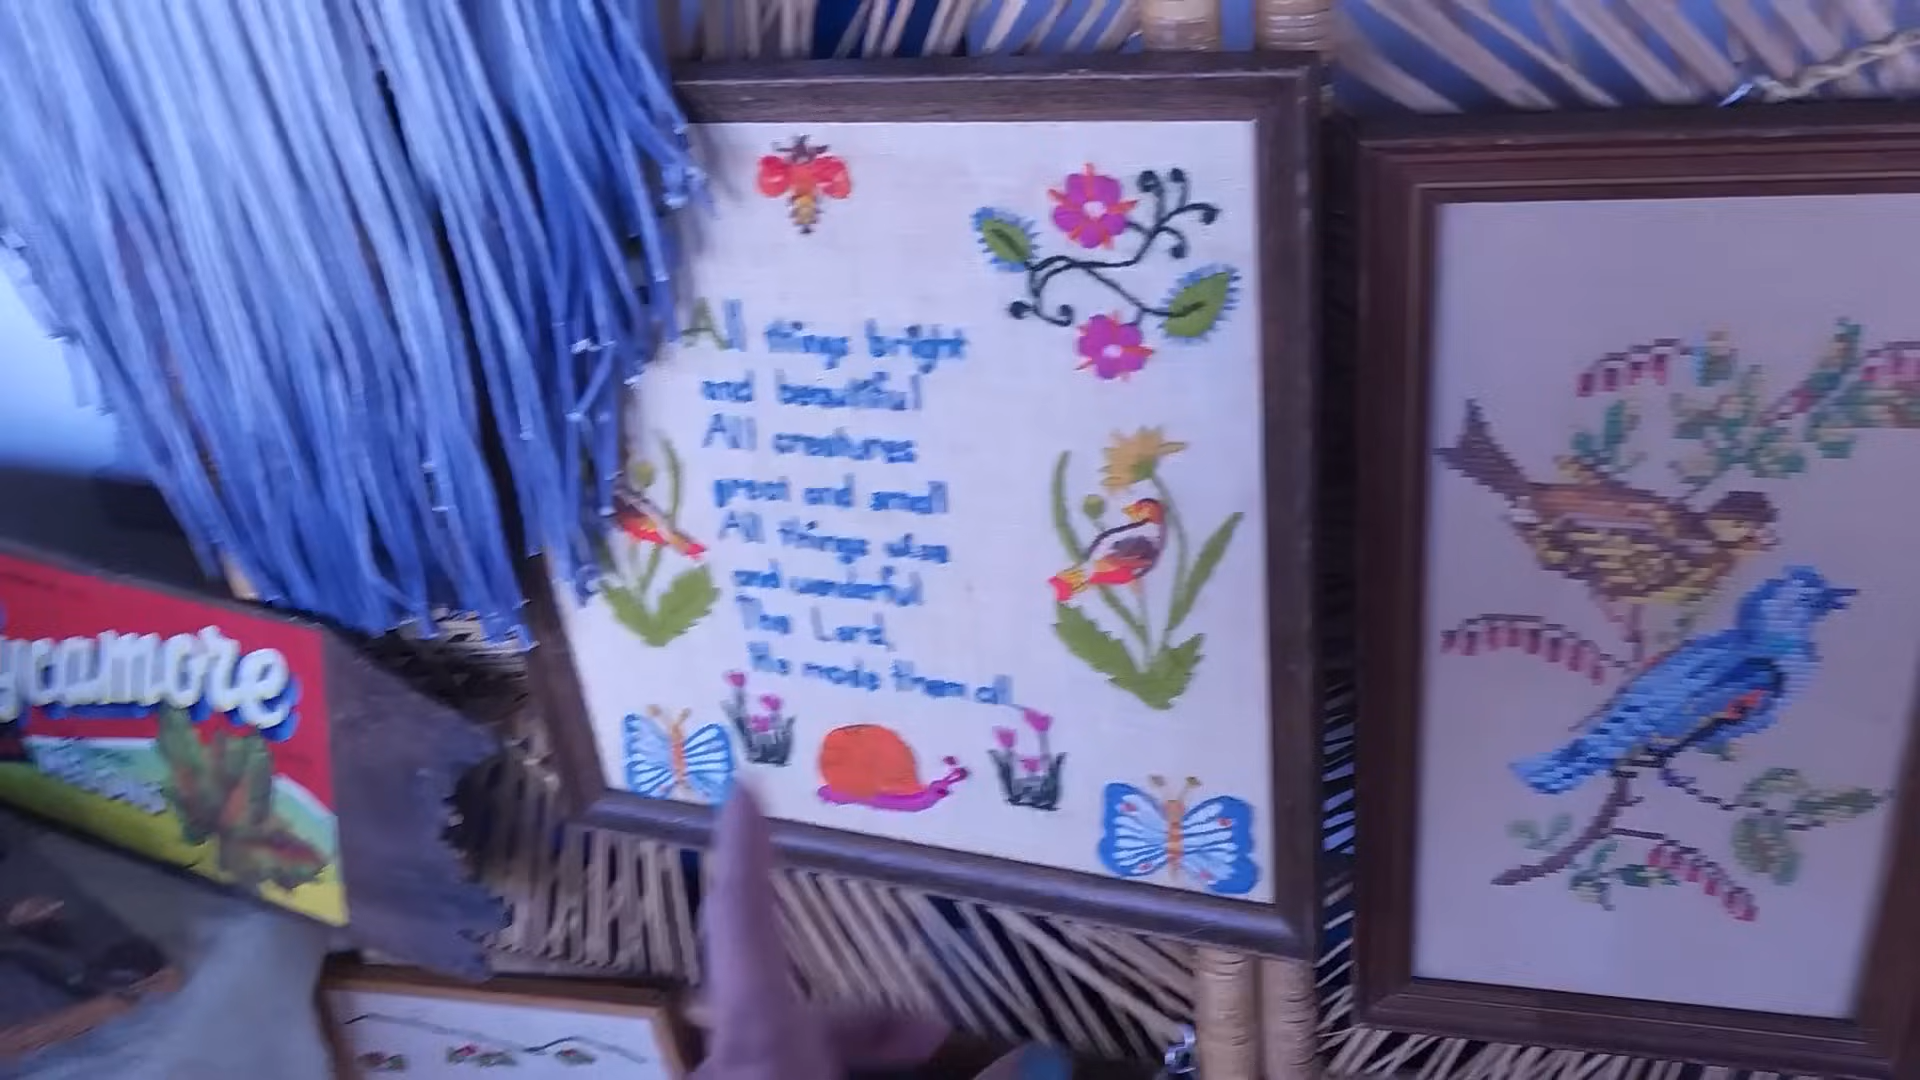 All things bright
and beautiful
All creatures
great and small
All things wise
and wonderful
The Lord,
He made them all
ycamore